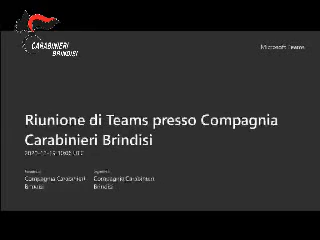 CARABINIERI
BRINDISI
Microsoft Teams
Riunione di Teams presso Compagnia
Carabinieri Brindisi
Compagnia Carabinieri
Brindisi
Compagnia Carabinieri
Brindisi